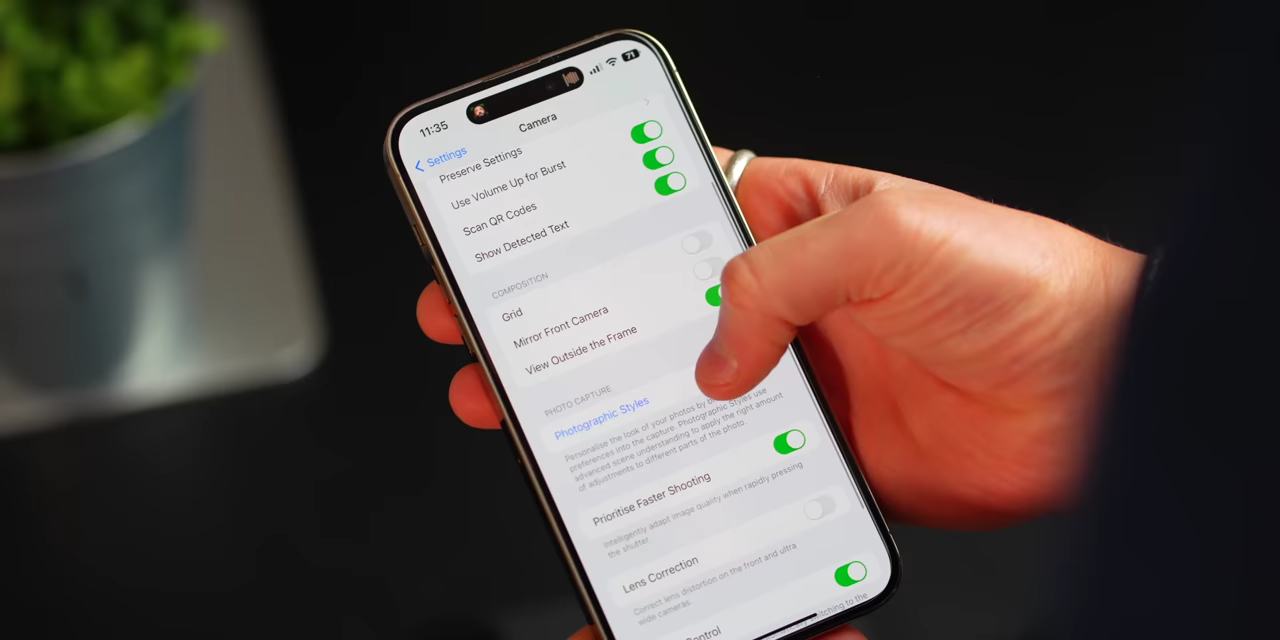 11:35
71
Settings
Camera
Preserve Settings
Use Volume Up for Burst
Scan QR Codes
Show Detected Text
COMPOSITION
Grid
Mirror Front Camera
View Outside the Frame
PHOTO CAPTURE
Photographic Styles
Personalise the look of your photos by
preferences into the capture. Photographic Styles use
advanced scene understanding to apply the right amount
of adjustments to different parts of the photo.
Prioritise Faster Shooting
Intelligently adapt image quality when rapidly pressing
the shutter.
Lens Correction
Correct lens distortion on the front and ultra
wide cameras.
Control
switching to the